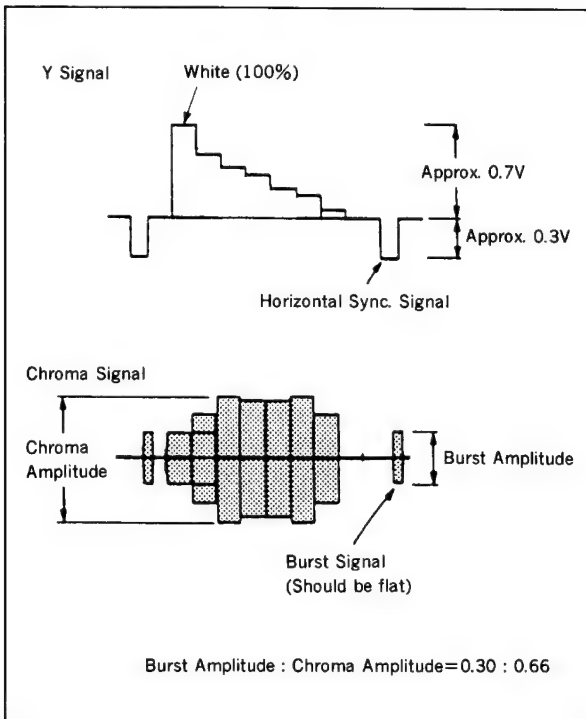 Y Signal
White (100%)
Approx. 0.7V
Approx. 0.3V
Horizontal Sync. Signal
Chroma Signal
Chroma
Amplitude
Burst Amplitude
Burst Signal
(Should be flat)
Burst Amplitude : Chroma Amplitude=0.30 : 0.66